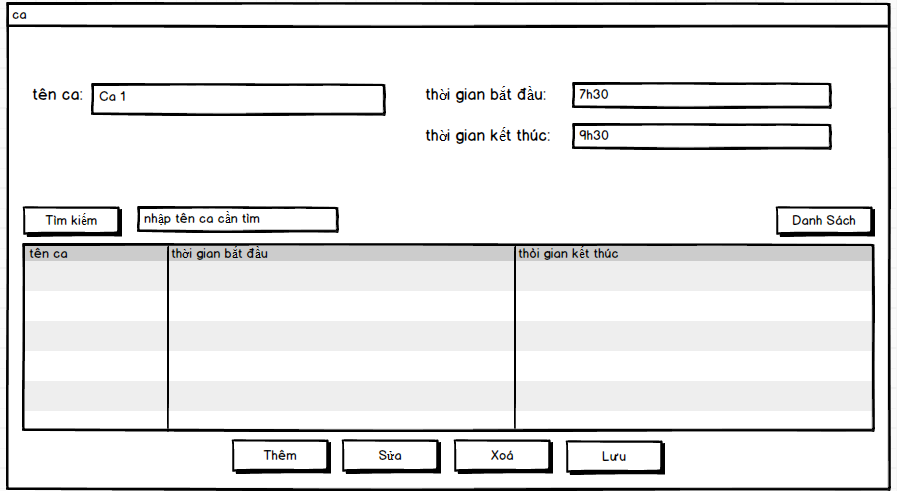 ca
tên ca: Ca 1
thời gian bắt đầu: 7h30
thời gian kết thúc: 9h30
Tìm kiếm nhập tên ca cần tìm Danh Sách
tên ca thời gian bắt đầu thời gian kết thúc
Thêm Sửa Xoá Lưu